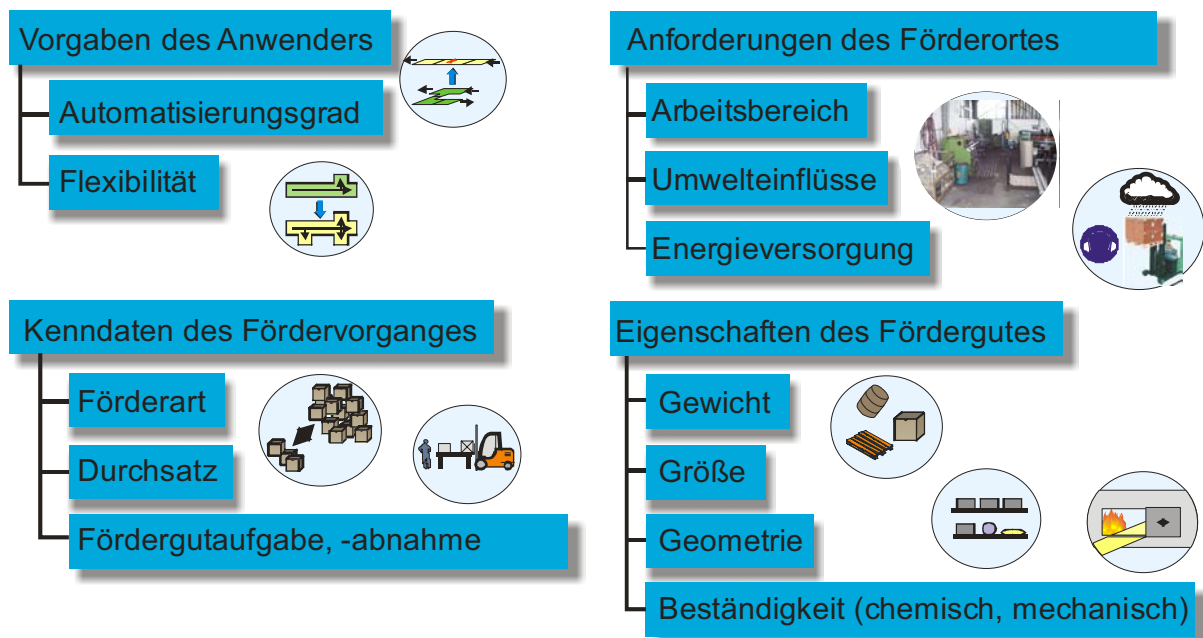 Vorgaben des Anwenders
Automatisierungsgrad
Flexibilität
Anforderungen des Förderortes
Arbeitsbereich
Umwelteinflüsse
Energieversorgung
Kenndaten des Fördervorganges
Förderart
Durchsatz
Fördergutaufgabe, -abnahme
Eigenschaften des Fördergutes
Gewicht
Größe
Geometrie
Beständigkeit (chemisch, mechanisch)